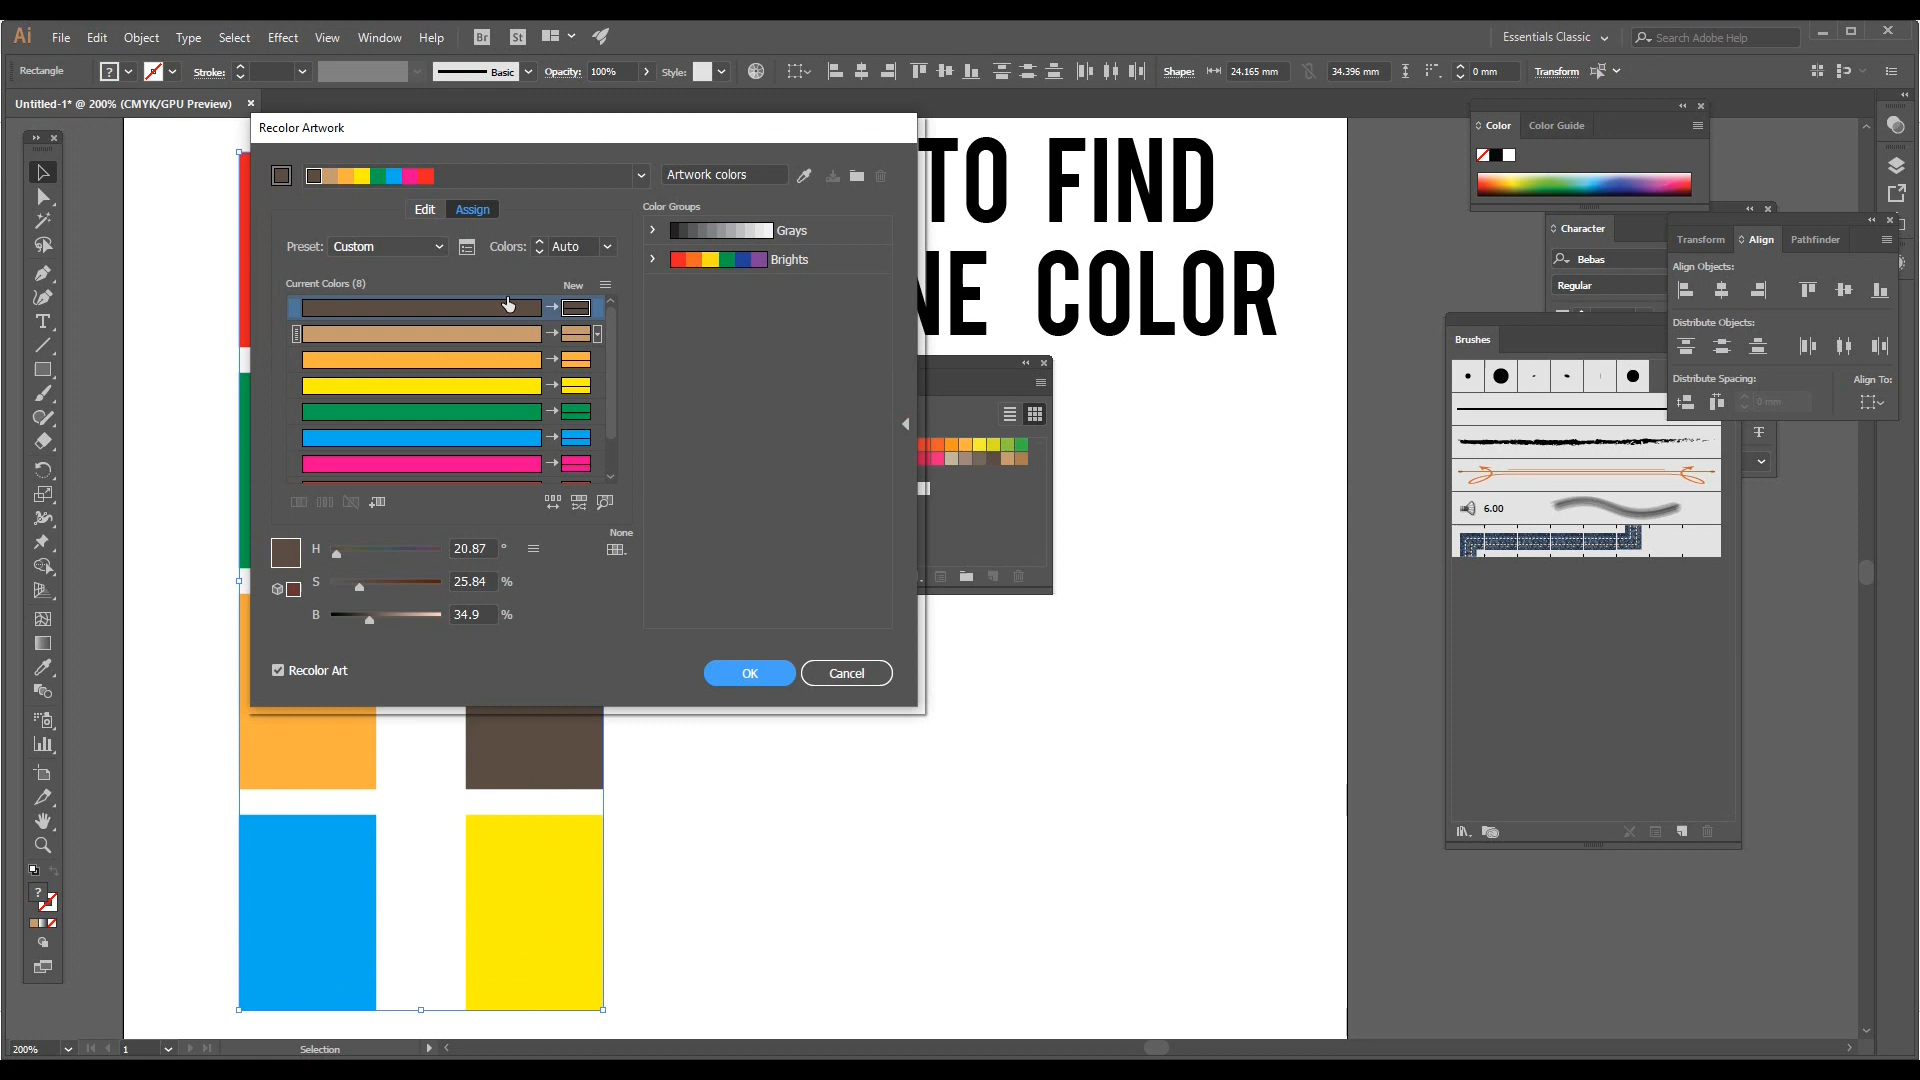 Ai File Edit Object Type Select Effect View Window Help Br St Essentials Classic Search Adobe Help
Rectangle ? Stroke: Basic Opacity: 100% Style: Shape: 24.165 mm 34.396 mm 0 mm Transform
Untitled-1* @ 200% (CMYK/GPU Preview) ×
Recolor Artwork
Artwork colors
Edit Assign
Preset: Custom Colors: Auto
Current Colors (8) New
Color Groups
Grays
Brights
None
H 20.87 °
S 25.84 %
B 34.9 %
Recolor Art
OK Cancel
TO FIND
NE COLOR
Color Color Guide
Character
Bebas
Regular
Transform Align Pathfinder
Align Objects:
Distribute Objects:
Distribute Spacing: Align To:
0 mm
Brushes
6.00
?
200% 1 Selection